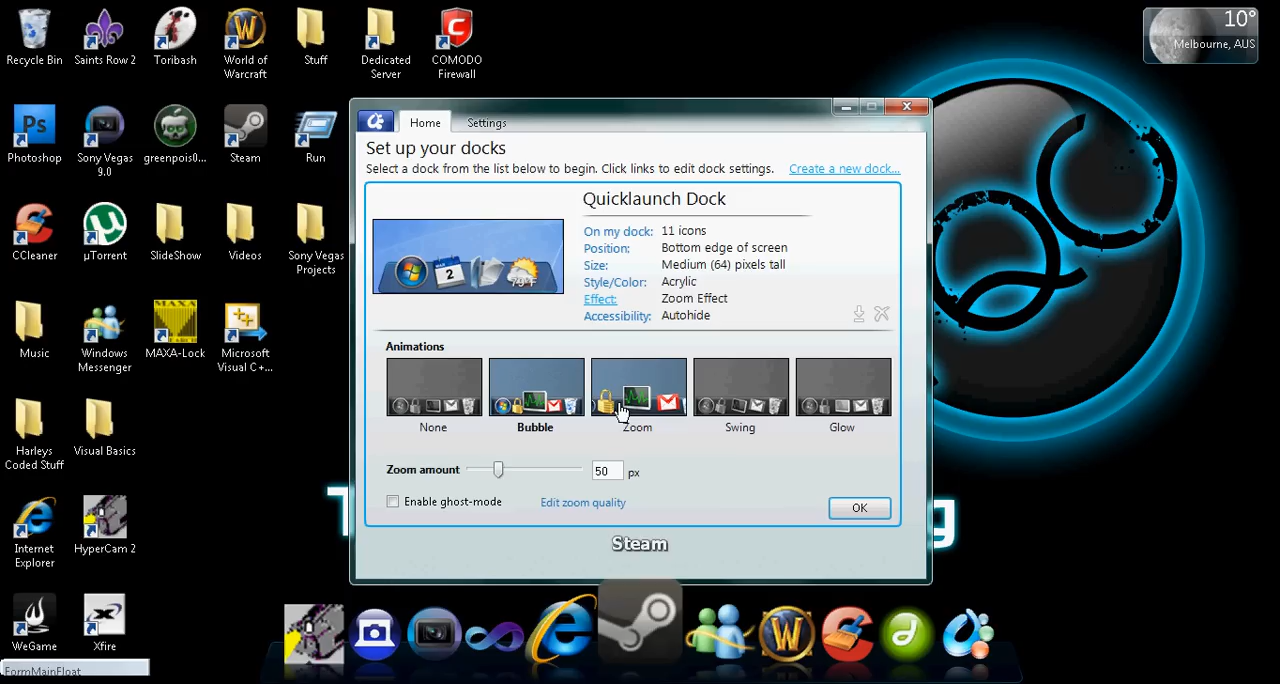 Recycle Bin
Saints Row 2
Toribash
World of
Warcraft
Stuff
Dedicated
Server
COMODO
Firewall
10°
Melbourne, AUS
Ps
Photoshop
Sony Vegas
9.0
greenpois0...
Steam
Run
CCleaner
µTorrent
SlideShow
Videos
Sony Vegas
Projects
Music
Windows
Messenger
MAXA
MAXA-Lock
Microsoft
Visual C+...
Harleys
Coded Stuff
Visual Basics
Internet
Explorer
HyperCam 2
WeGame
Xfire
FormMainFloat
Home
Settings
Set up your docks
Select a dock from the list below to begin. Click links to edit dock settings.
Create a new dock...
Quicklaunch Dock
On my dock: 11 icons
Position: Bottom edge of screen
Size: Medium (64) pixels tall
Style/Color: Acrylic
Effect: Zoom Effect
Accessibility: Autohide
2
79°F
Animations
None
Bubble
Zoom
Swing
Glow
Zoom amount
50
px
Enable ghost-mode
Edit zoom quality
OK
T
g
Steam